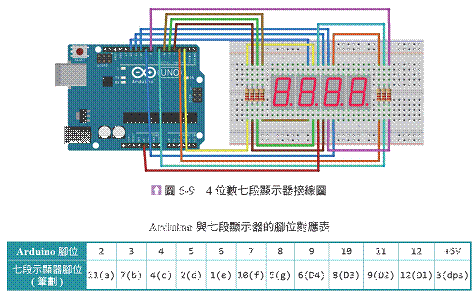 UNO
圖 5-9 4 位數七段顯示器接線圖
Arduino 與七段顯示器的腳位對應表
Arduino 腳位 2 3 4 5 6 7 8 9 10 11 12 +5V
七段示顯器腳位（筆劃） 11(a) 7(b) 4(c) 2(d) 1(e) 10(f) 5(g) 6(D4) 8(D3) 9(D2) 12(D1) 3(dps)